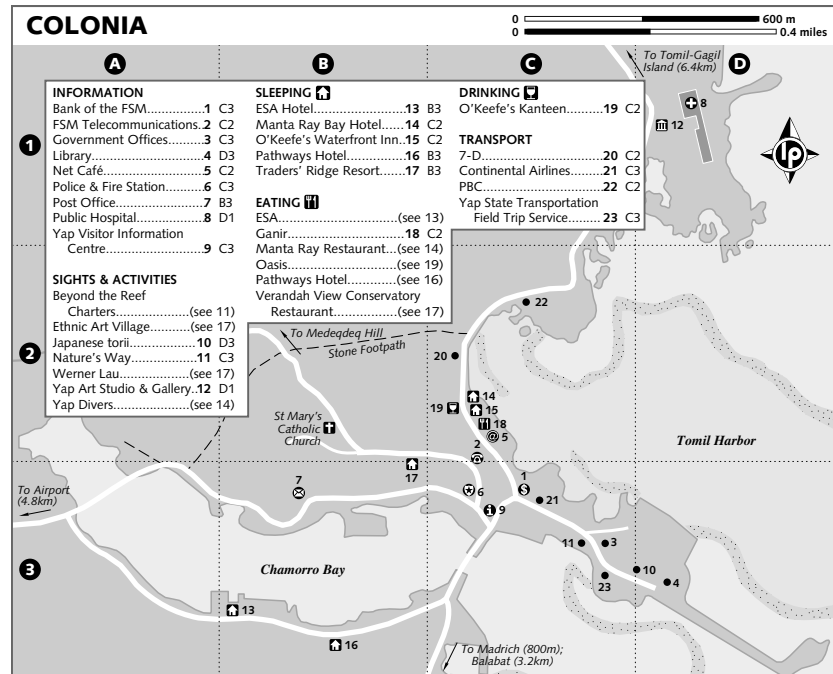 COLONIA
0 600 m
0 0.4 miles
A
B
C
D
To Tomil-Gagil
Island (6.4km)
INFORMATION
Bank of the FSM................1 C3
FSM Telecommunications..2 C2
Government Offices..........3 C3
Library..............................4 D3
Net Café...........................5 C2
Police & Fire Station..........6 C3
Post Office........................7 B3
Public Hospital..................8 D1
Yap Visitor Information
Centre..........................9 C3
SIGHTS & ACTIVITIES
Beyond the Reef
Charters..................(see 11)
Ethnic Art Village.........(see 17)
Japanese torii.................10 D3
Nature's Way.................11 C3
Werner Lau..................(see 17)
Yap Art Studio & Gallery..12 D1
Yap Divers...................(see 14)
SLEEPING
ESA Hotel.......................13 B3
Manta Ray Bay Hotel......14 C2
O'Keefe's Waterfront Inn..15 C2
Pathways Hotel..............16 B3
Traders' Ridge Resort......17 B3
EATING
ESA.............................(see 13)
Ganir.............................18 C2
Manta Ray Restaurant...(see 14)
Oasis...........................(see 19)
Pathways Hotel............(see 16)
Verandah View Conservatory
Restaurant................(see 17)
DRINKING
O'Keefe's Kanteen..........19 C2
TRANSPORT
7-D................................20 C2
Continental Airlines.........21 C3
PBC...............................22 C2
Yap State Transportation
Field Trip Service.........23 C3
1
8
12
lp
22
To Medeqdeq Hill
Stone Footpath
2
20
14
15
19
18
5
St Mary's
Catholic
Church
2
Tomil Harbor
17
7
1
6
21
9
To Airport
(4.8km)
11
3
10
23
4
3
Chamorro Bay
13
16
To Madrich (800m);
Balabat (3.2km)